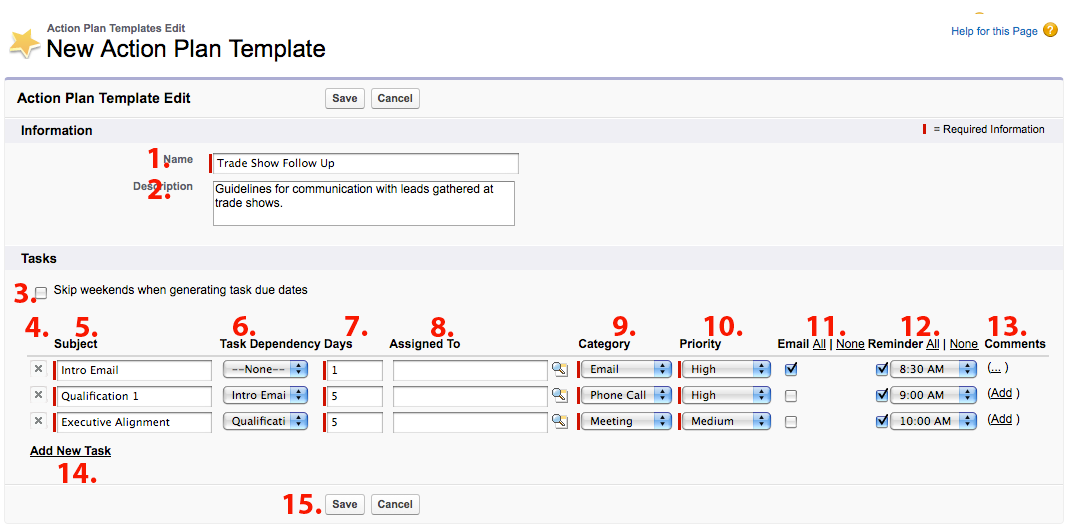 Action Plan Templates Edit
New Action Plan Template
Help for this Page ?
Action Plan Template Edit Save Cancel
Information = Required Information
1. Name Trade Show Follow Up
2. Description Guidelines for communication with leads gathered at
trade shows.
Tasks
3. Skip weekends when generating task due dates
4. 5. 6. 7. 8. 9. 10. 11. 12. 13.
Subject Task Dependency Days Assigned To Category Priority Email All | None Reminder All | None Comments
Intro Email --None-- 1 Email High 8:30 AM (... )
Qualification 1 Intro Emai 5 Phone Call High 9:00 AM (Add )
Executive Alignment Qualificati 5 Meeting Medium 10:00 AM (Add )
Add New Task
14.
15. Save Cancel